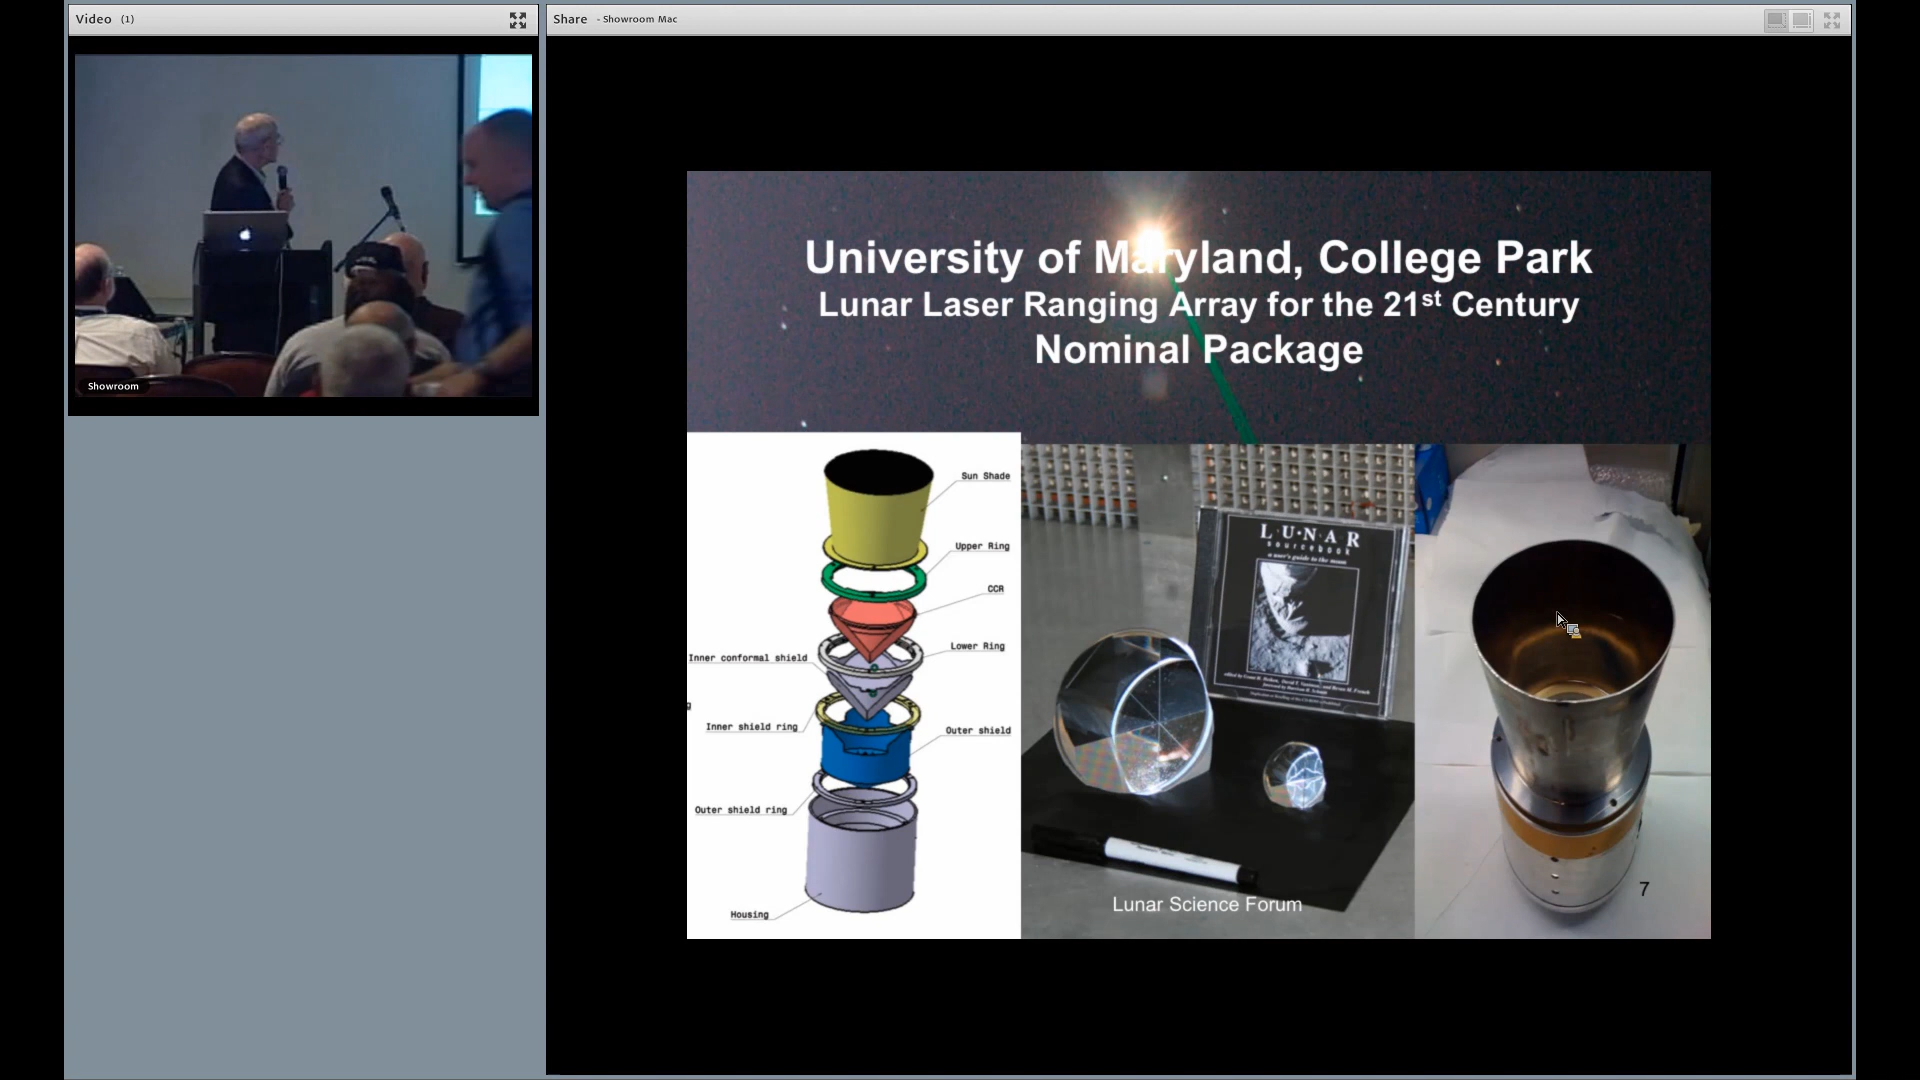 Video (1)
Share - Showroom Mac
Showroom
University of Maryland, College Park
Lunar Laser Ranging Array for the 21st Century
Nominal Package
Sun Shade
Upper Ring
CCR
Lower Ring
Inner conformal shield
Inner shield ring
Outer shield
Outer shield ring
Housing
LUNAR
sourcebook
a user's guide to the moon
Lunar Science Forum
7